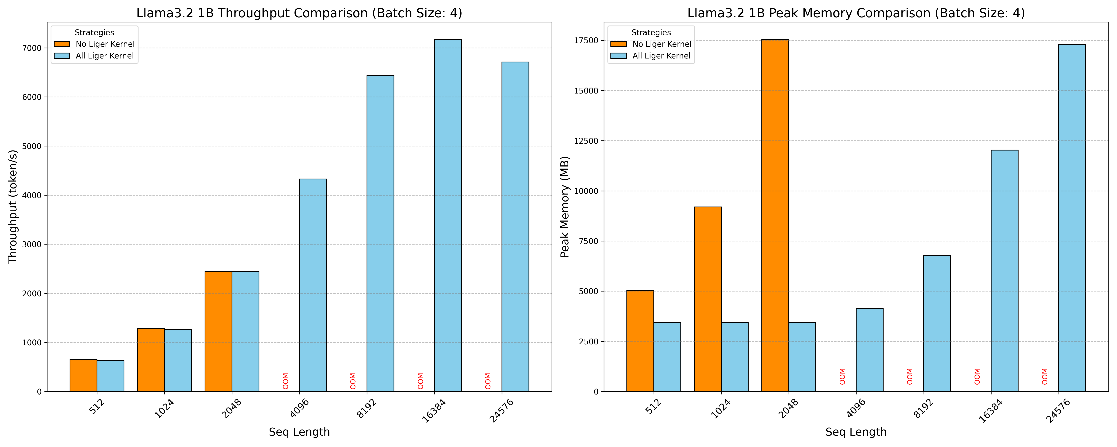 Llama3.2 1B Throughput Comparison (Batch Size: 4)
Strategies
No Liger Kernel
All Liger Kernel
Throughput (token/s)
7000
6000
5000
4000
3000
2000
1000
0
OOM
OOM
OOM
OOM
512
1024
2048
4096
8192
16384
24576
Seq Length
Llama3.2 1B Peak Memory Comparison (Batch Size: 4)
Strategies
No Liger Kernel
All Liger Kernel
Peak Memory (MB)
17500
15000
12500
10000
7500
5000
2500
0
OOM
OOM
OOM
OOM
512
1024
2048
4096
8192
16384
24576
Seq Length